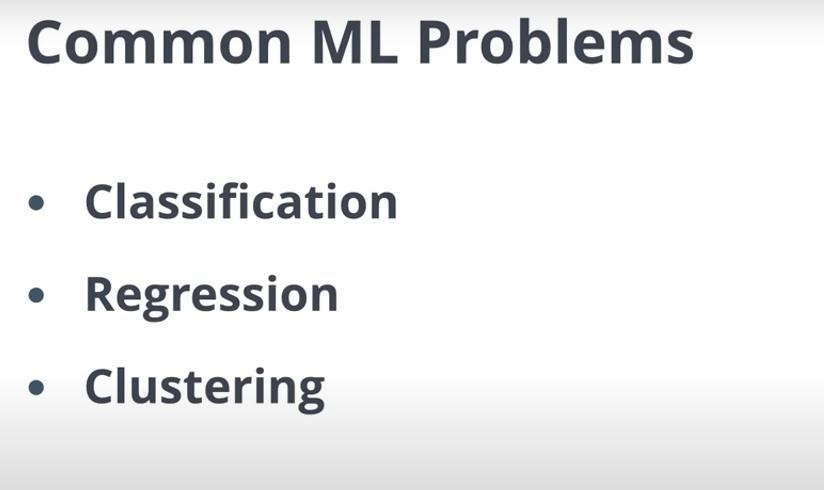 Common ML Problems
• Classification
• Regression
• Clustering